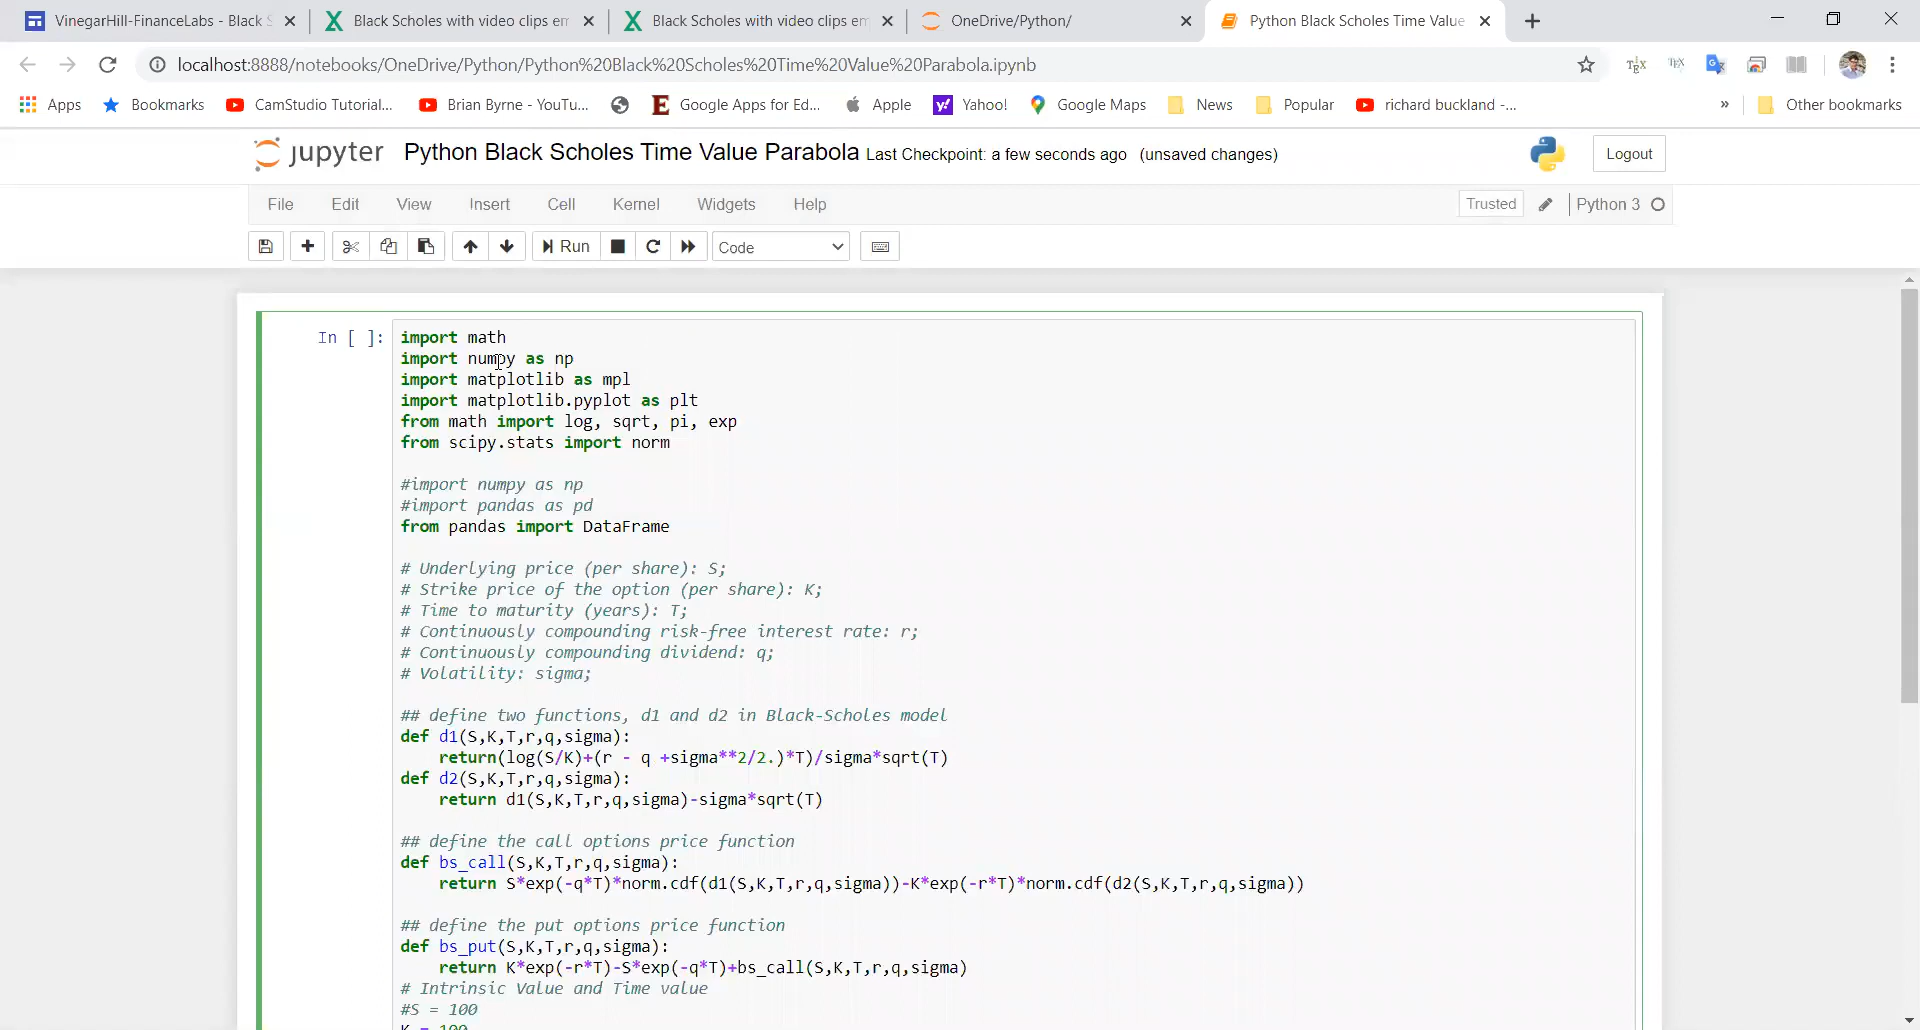 VinegarHill-FinanceLabs - Black S
Black Scholes with video clips em
Black Scholes with video clips em
OneDrive/Python/
Python Black Scholes Time Value
localhost:8888/notebooks/OneDrive/Python/Python%20Black%20Scholes%20Time%20Value%20Parabola.ipynb
Apps
Bookmarks
CamStudio Tutorial...
Brian Byrne - YouTu...
Google Apps for Ed...
Apple
Yahoo!
Google Maps
News
Popular
richard buckland -...
»
Other bookmarks
jupyter Python Black Scholes Time Value Parabola Last Checkpoint: a few seconds ago (unsaved changes)
Logout
File Edit View Insert Cell Kernel Widgets Help
Trusted
Python 3
Run
Code
In [ ]:
import math
import numpy as np
import matplotlib as mpl
import matplotlib.pyplot as plt
from math import log, sqrt, pi, exp
from scipy.stats import norm
#import numpy as np
#import pandas as pd
from pandas import DataFrame
# Underlying price (per share): S;
# Strike price of the option (per share): K;
# Time to maturity (years): T;
# Continuously compounding risk-free interest rate: r;
# Continuously compounding dividend: q;
# Volatility: sigma;
## define two functions, d1 and d2 in Black-Scholes model
def d1(S,K,T,r,q,sigma):
    return(log(S/K)+(r - q +sigma**2/2.)*T)/sigma*sqrt(T)
def d2(S,K,T,r,q,sigma):
    return d1(S,K,T,r,q,sigma)-sigma*sqrt(T)
## define the call options price function
def bs_call(S,K,T,r,q,sigma):
    return S*exp(-q*T)*norm.cdf(d1(S,K,T,r,q,sigma))-K*exp(-r*T)*norm.cdf(d2(S,K,T,r,q,sigma))
## define the put options price function
def bs_put(S,K,T,r,q,sigma):
    return K*exp(-r*T)-S*exp(-q*T)+bs_call(S,K,T,r,q,sigma)
# Intrinsic Value and Time value
#S = 100
K = 100